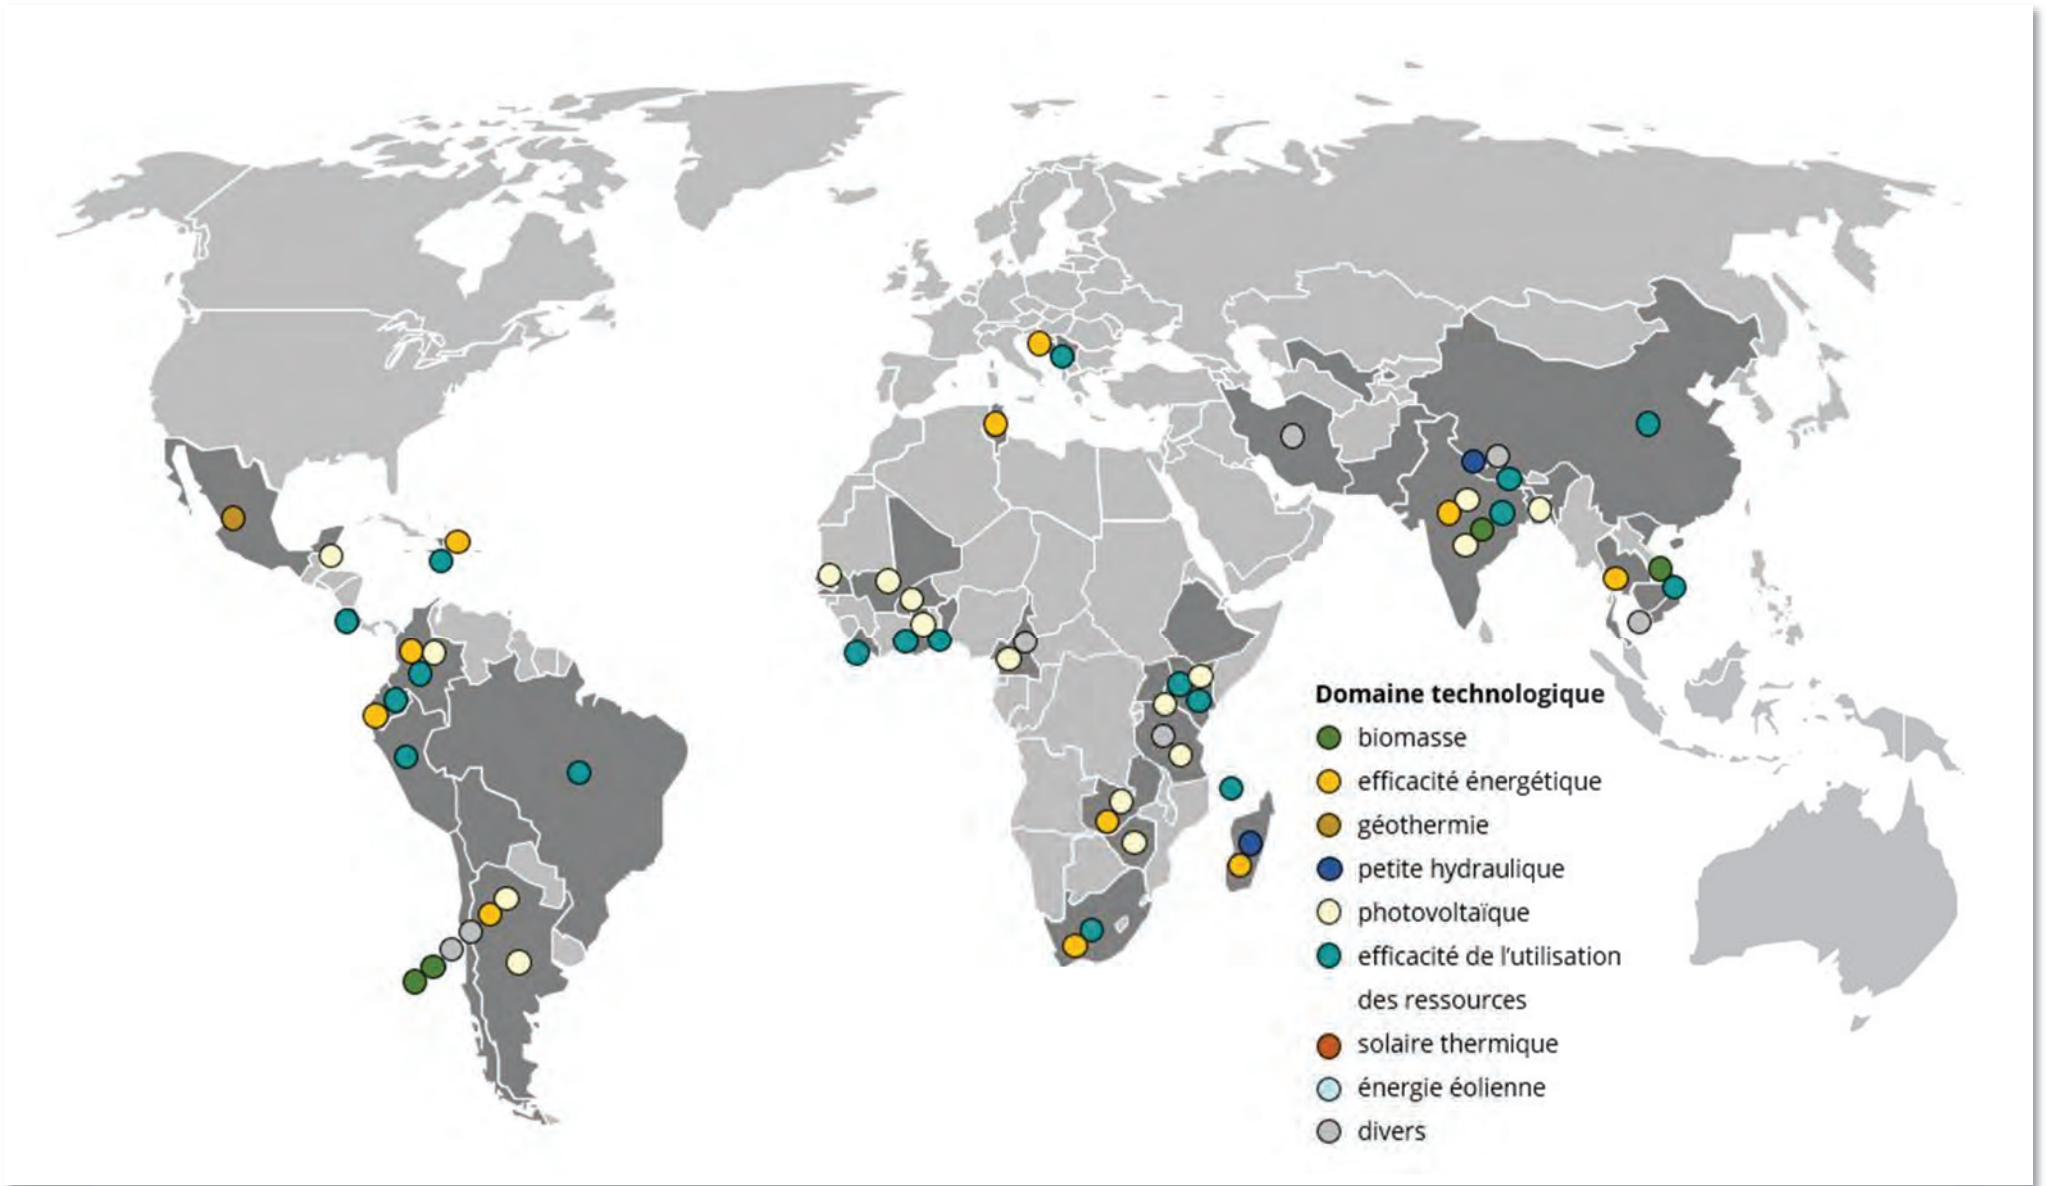 Domaine technologique
biomasse
efficacité énergétique
géothermie
petite hydraulique
photovoltaïque
efficacité de l'utilisation
des ressources
solaire thermique
énergie éolienne
divers